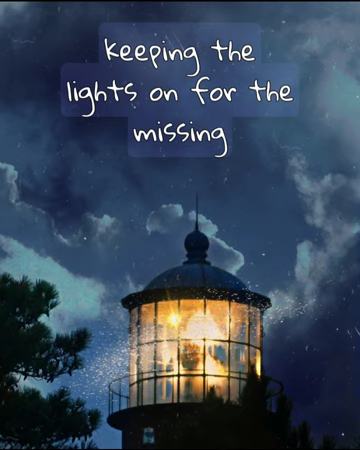 keeping the
lights on for the
missing